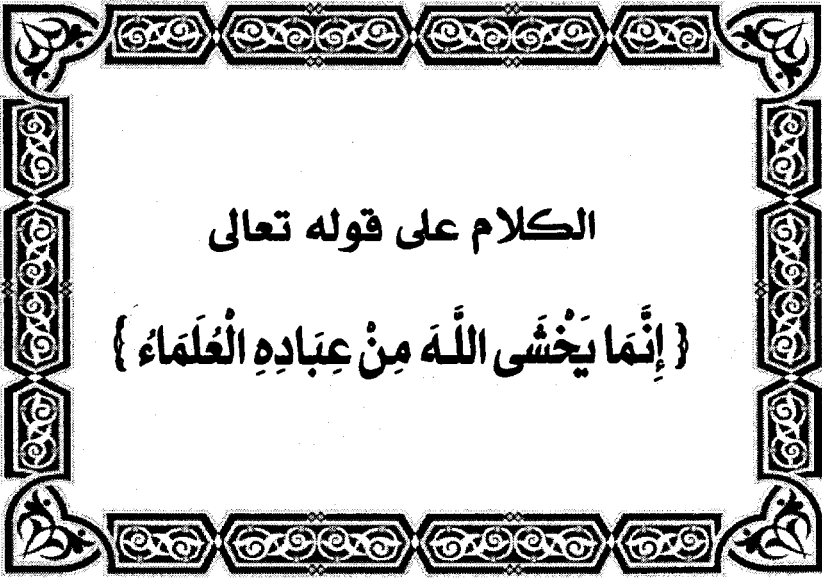 الكلام على قوله تعالى
{ إِنَّمَا يَخْشَى اللَّهَ مِنْ عِبَادِهِ الْعُلَمَاءُ }